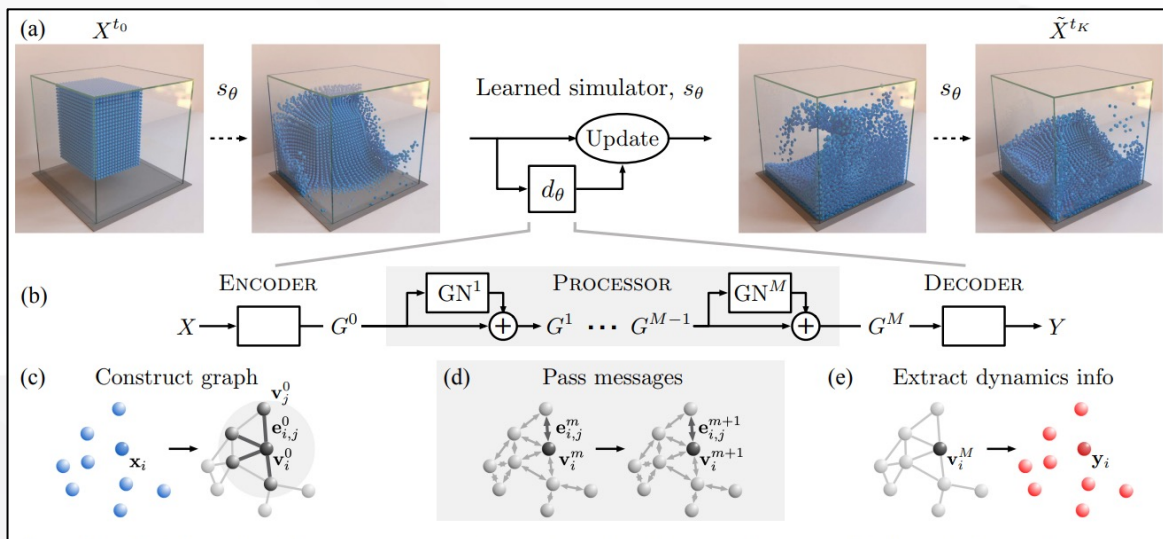 (a)
X^{t_0}
s_θ
Learned simulator, s_θ
Update
d_θ
X̃^{t_K}
s_θ
(b)
ENCODER
PROCESSOR
DECODER
X
G^0
GN^1
+
G^1 ··· G^{M−1}
GN^M
+
G^M
Y
(c)
Construct graph
x_i
v_j^0
e_{i,j}^0
v_i^0
(d)
Pass messages
e_{i,j}^m
v_i^m
e_{i,j}^{m+1}
v_i^{m+1}
(e)
Extract dynamics info
v_i^M
y_i